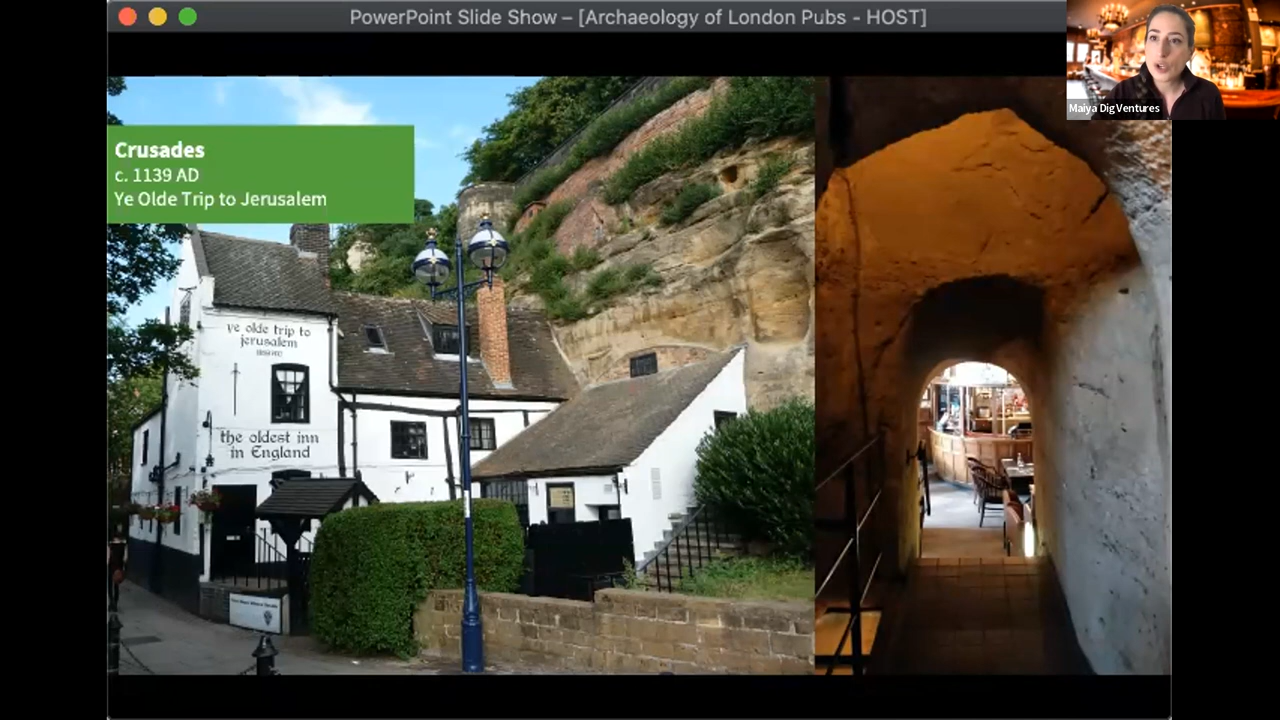 PowerPoint Slide Show – [Archaeology of London Pubs - HOST]
Maiya DigVentures
Crusades
c. 1139 AD
Ye Olde Trip to Jerusalem
ye olde trip to
jerusalem
the oldest inn
in England